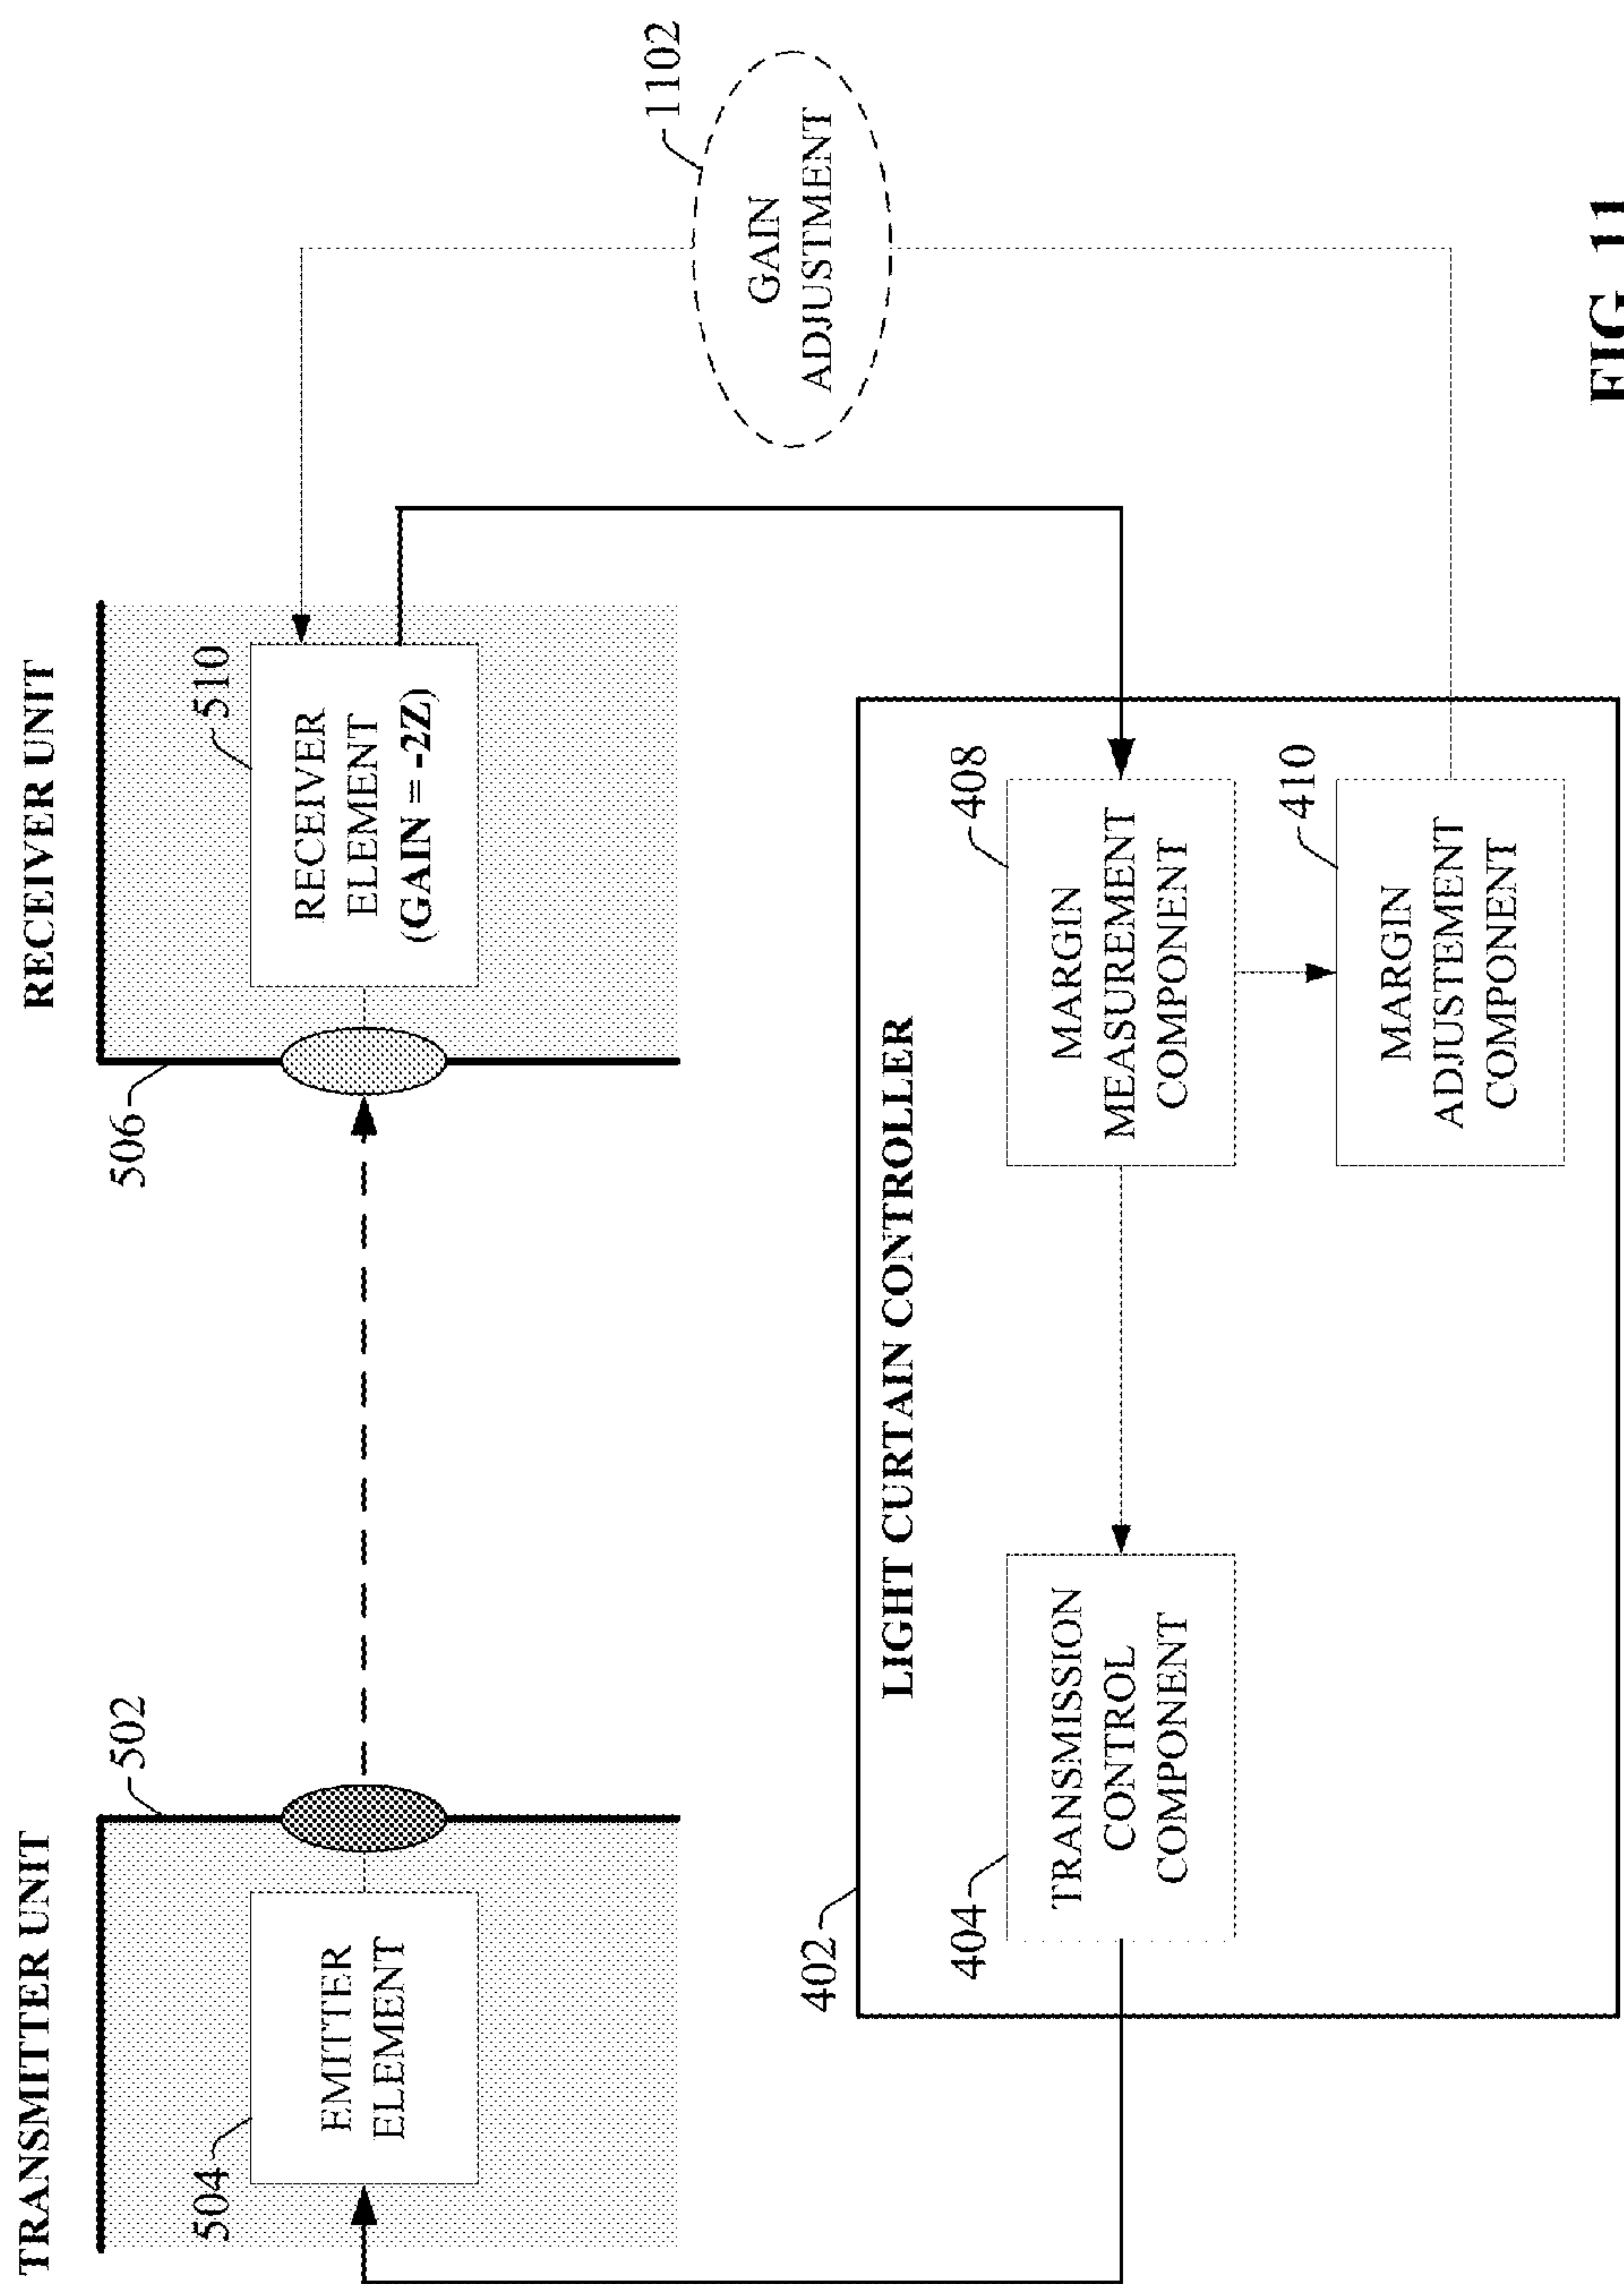 TRANSMITTER UNIT
RECEIVER UNIT
502
506
504
EMITTER
ELEMENT
510
RECEIVER
ELEMENT
(GAIN = -2Z)
1102
GAIN
ADJUSTMENT
402
LIGHT CURTAIN CONTROLLER
404
TRANSMISSION
CONTROL
COMPONENT
408
MARGIN
MEASUREMENT
COMPONENT
410
MARGIN
ADJUSTEMENT
COMPONENT
FIG 11